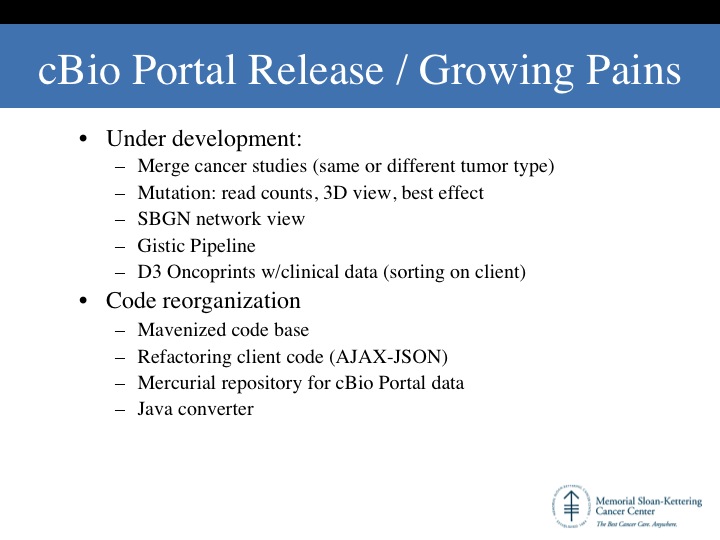 cBio Portal Release / Growing Pains
• Under development:
– Merge cancer studies (same or different tumor type)
– Mutation: read counts, 3D view, best effect
– SBGN network view
– Gistic Pipeline
– D3 Oncoprints w/clinical data (sorting on client)
• Code reorganization
– Mavenized code base
– Refactoring client code (AJAX-JSON)
– Mercurial repository for cBio Portal data
– Java converter
Memorial Sloan-Kettering
Cancer Center
The Best Cancer Care. Anywhere.